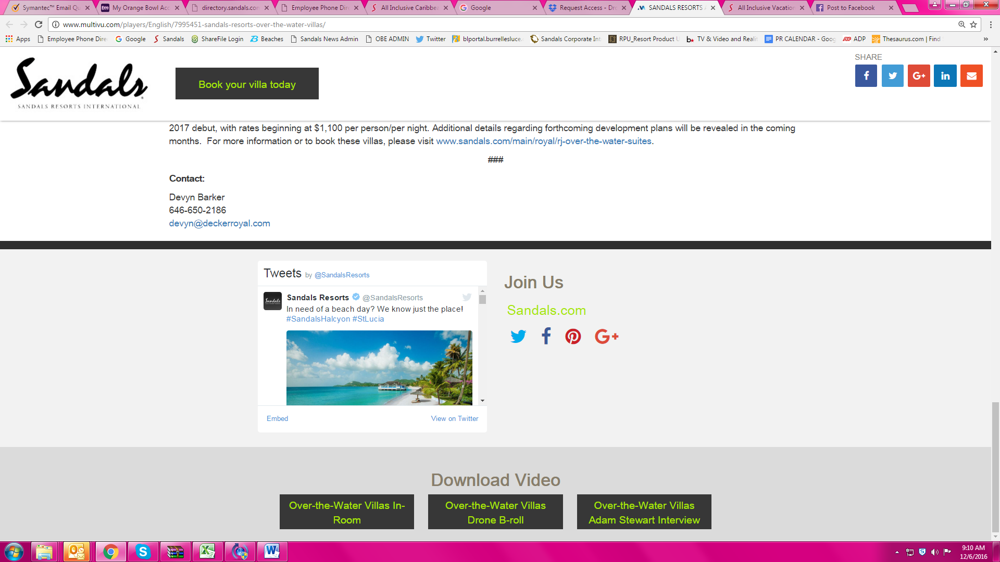 Symantec™ Email Qu
My Orange Bowl Acc
directory.sandals.com
Employee Phone Dire
All Inclusive Caribbea
Google
Request Access - Dro
SANDALS RESORTS A
All Inclusive Vacation
Post to Facebook
www.multivu.com/players/English/7995451-sandals-resorts-over-the-water-villas/
Apps
Employee Phone Dire
Google
Sandals
ShareFile Login
Beaches
Sandals News Admin
OBE ADMIN
Twitter
blportal.burrellesluce.
Sandals Corporate Int
RPU_Resort Product U
TV & Video and Reali
PR CALENDAR - Goog
ADP
Thesaurus.com | Find
»
Sandals
SANDALS RESORTS INTERNATIONAL
Book your villa today
SHARE
2017 debut, with rates beginning at $1,100 per person/per night. Additional details regarding forthcoming development plans will be revealed in the coming
months.  For more information or to book these villas, please visit www.sandals.com/main/royal/rj-over-the-water-suites.
###
Contact:
Devyn Barker
646-650-2186
devyn@deckerroyal.com
Tweets by @SandalsResorts
Sandals Resorts @SandalsResorts
In need of a beach day? We know just the place!
#SandalsHalcyon #StLucia
Embed
View on Twitter
Join Us
Sandals.com
Download Video
Over-the-Water Villas In-
Room
Over-the-Water Villas
Drone B-roll
Over-the-Water Villas
Adam Stewart Interview
9:10 AM
12/6/2016